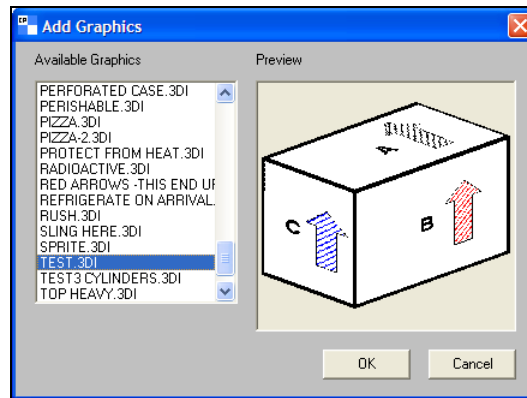 CP Add Graphics
Available Graphics
Preview
PERFORATED CASE.3DI
PERISHABLE.3DI
PIZZA.3DI
PIZZA-2.3DI
PROTECT FROM HEAT.3DI
RADIOACTIVE.3DI
RED ARROWS -THIS END UF
REFRIGERATE ON ARRIVAL.
RUSH.3DI
SLING HERE.3DI
SPRITE.3DI
TEST.3DI
TEST3 CYLINDERS.3DI
TOP HEAVY.3DI
A
C
B
OK
Cancel